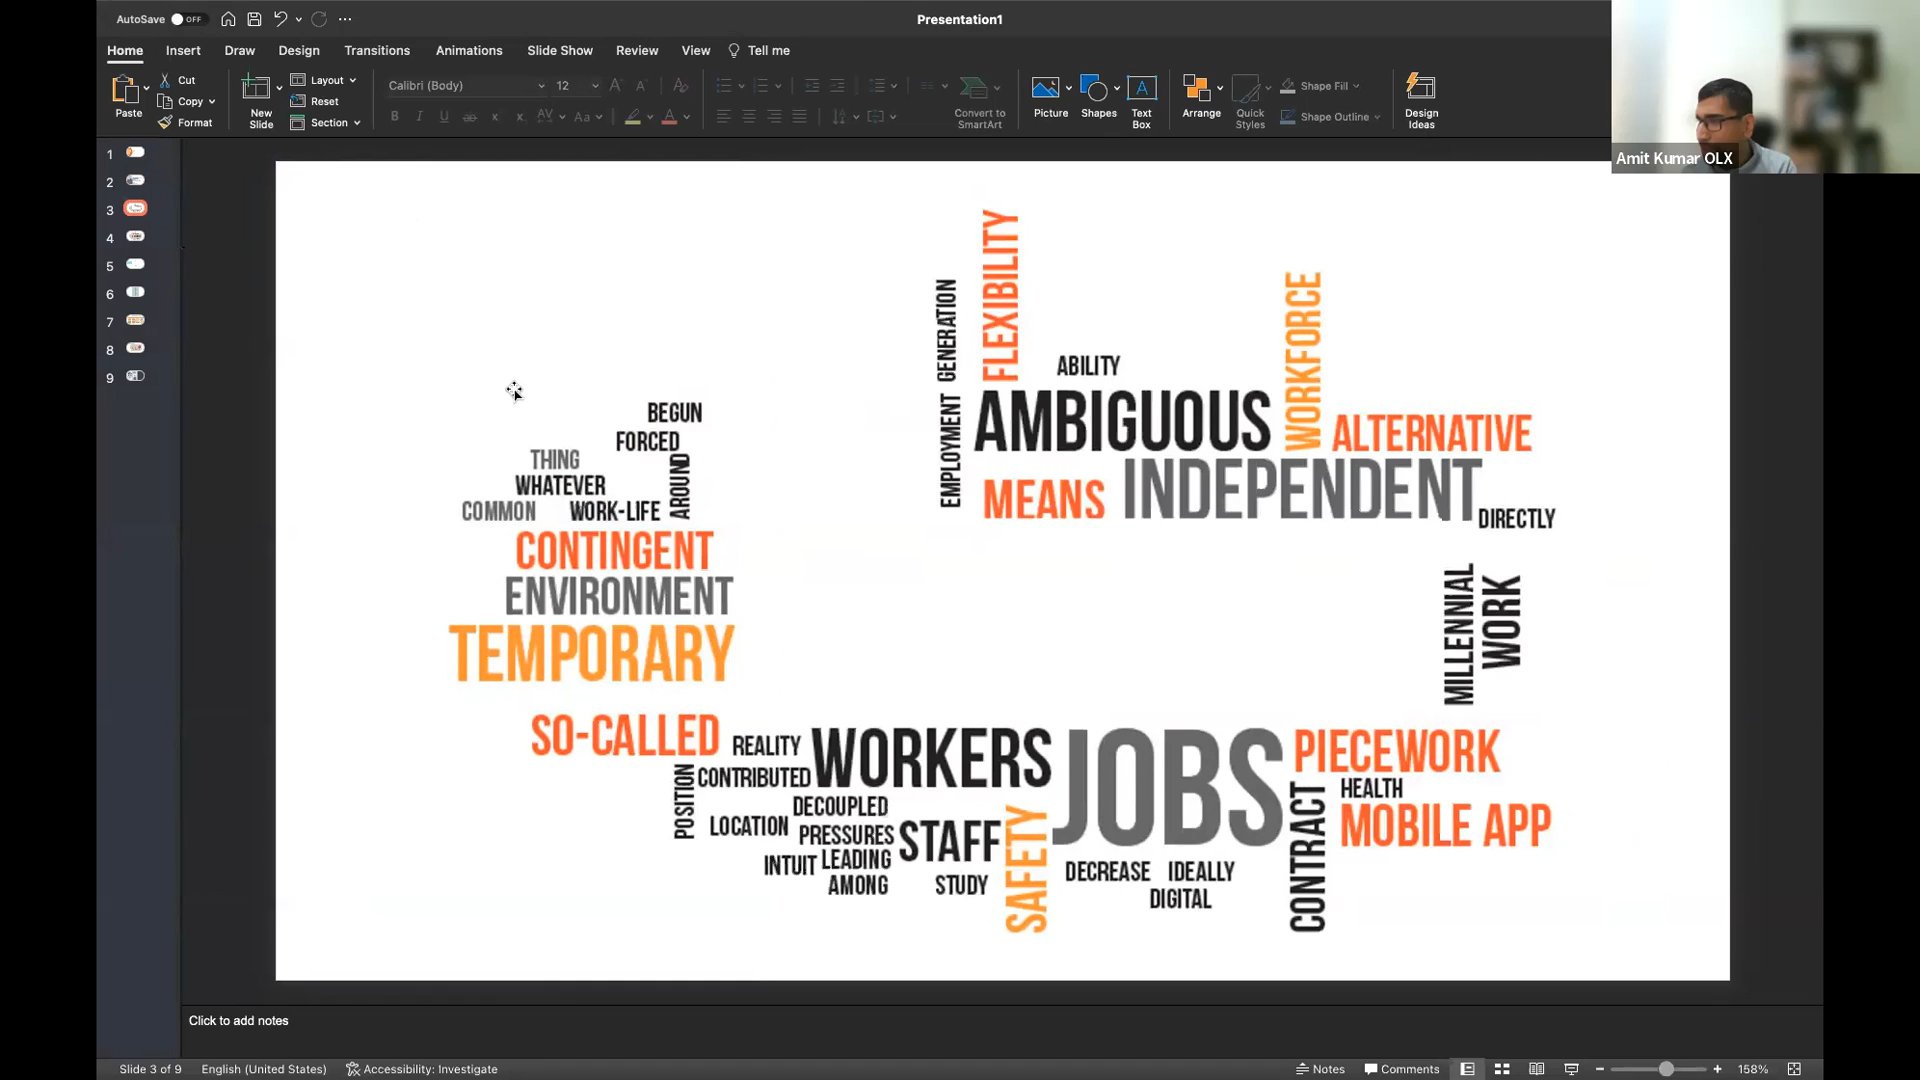 AutoSave OFF
Presentation1
Home Insert Draw Design Transitions Animations Slide Show Review View Tell me
Paste
Cut
Copy
Format
New Slide
Layout
Reset
Section
Calibri (Body) 12
Convert to SmartArt
Picture
Shapes
Text Box
Arrange
Quick Styles
Shape Fill
Shape Outline
Design Ideas
Amit Kumar OLX
1
2
3
4
5
6
7
8
9
BEGUN
FORCED
THING
WHATEVER
AROUND
COMMON
WORK-LIFE
CONTINGENT
ENVIRONMENT
TEMPORARY
GENERATION
FLEXIBILITY
ABILITY
WORKFORCE
EMPLOYMENT
AMBIGUOUS
ALTERNATIVE
MEANS
INDEPENDENT
DIRECTLY
MILLENNIAL
WORK
SO-CALLED
REALITY
WORKERS
JOBS
PIECEWORK
POSITION
CONTRIBUTED
HEALTH
DECOUPLED
LOCATION
PRESSURES
STAFF
SAFETY
CONTRACT
MOBILE APP
INTUIT
LEADING
AMONG
STUDY
DECREASE
IDEALLY
DIGITAL
Click to add notes
Slide 3 of 9 English (United States) Accessibility: Investigate Notes Comments 158%